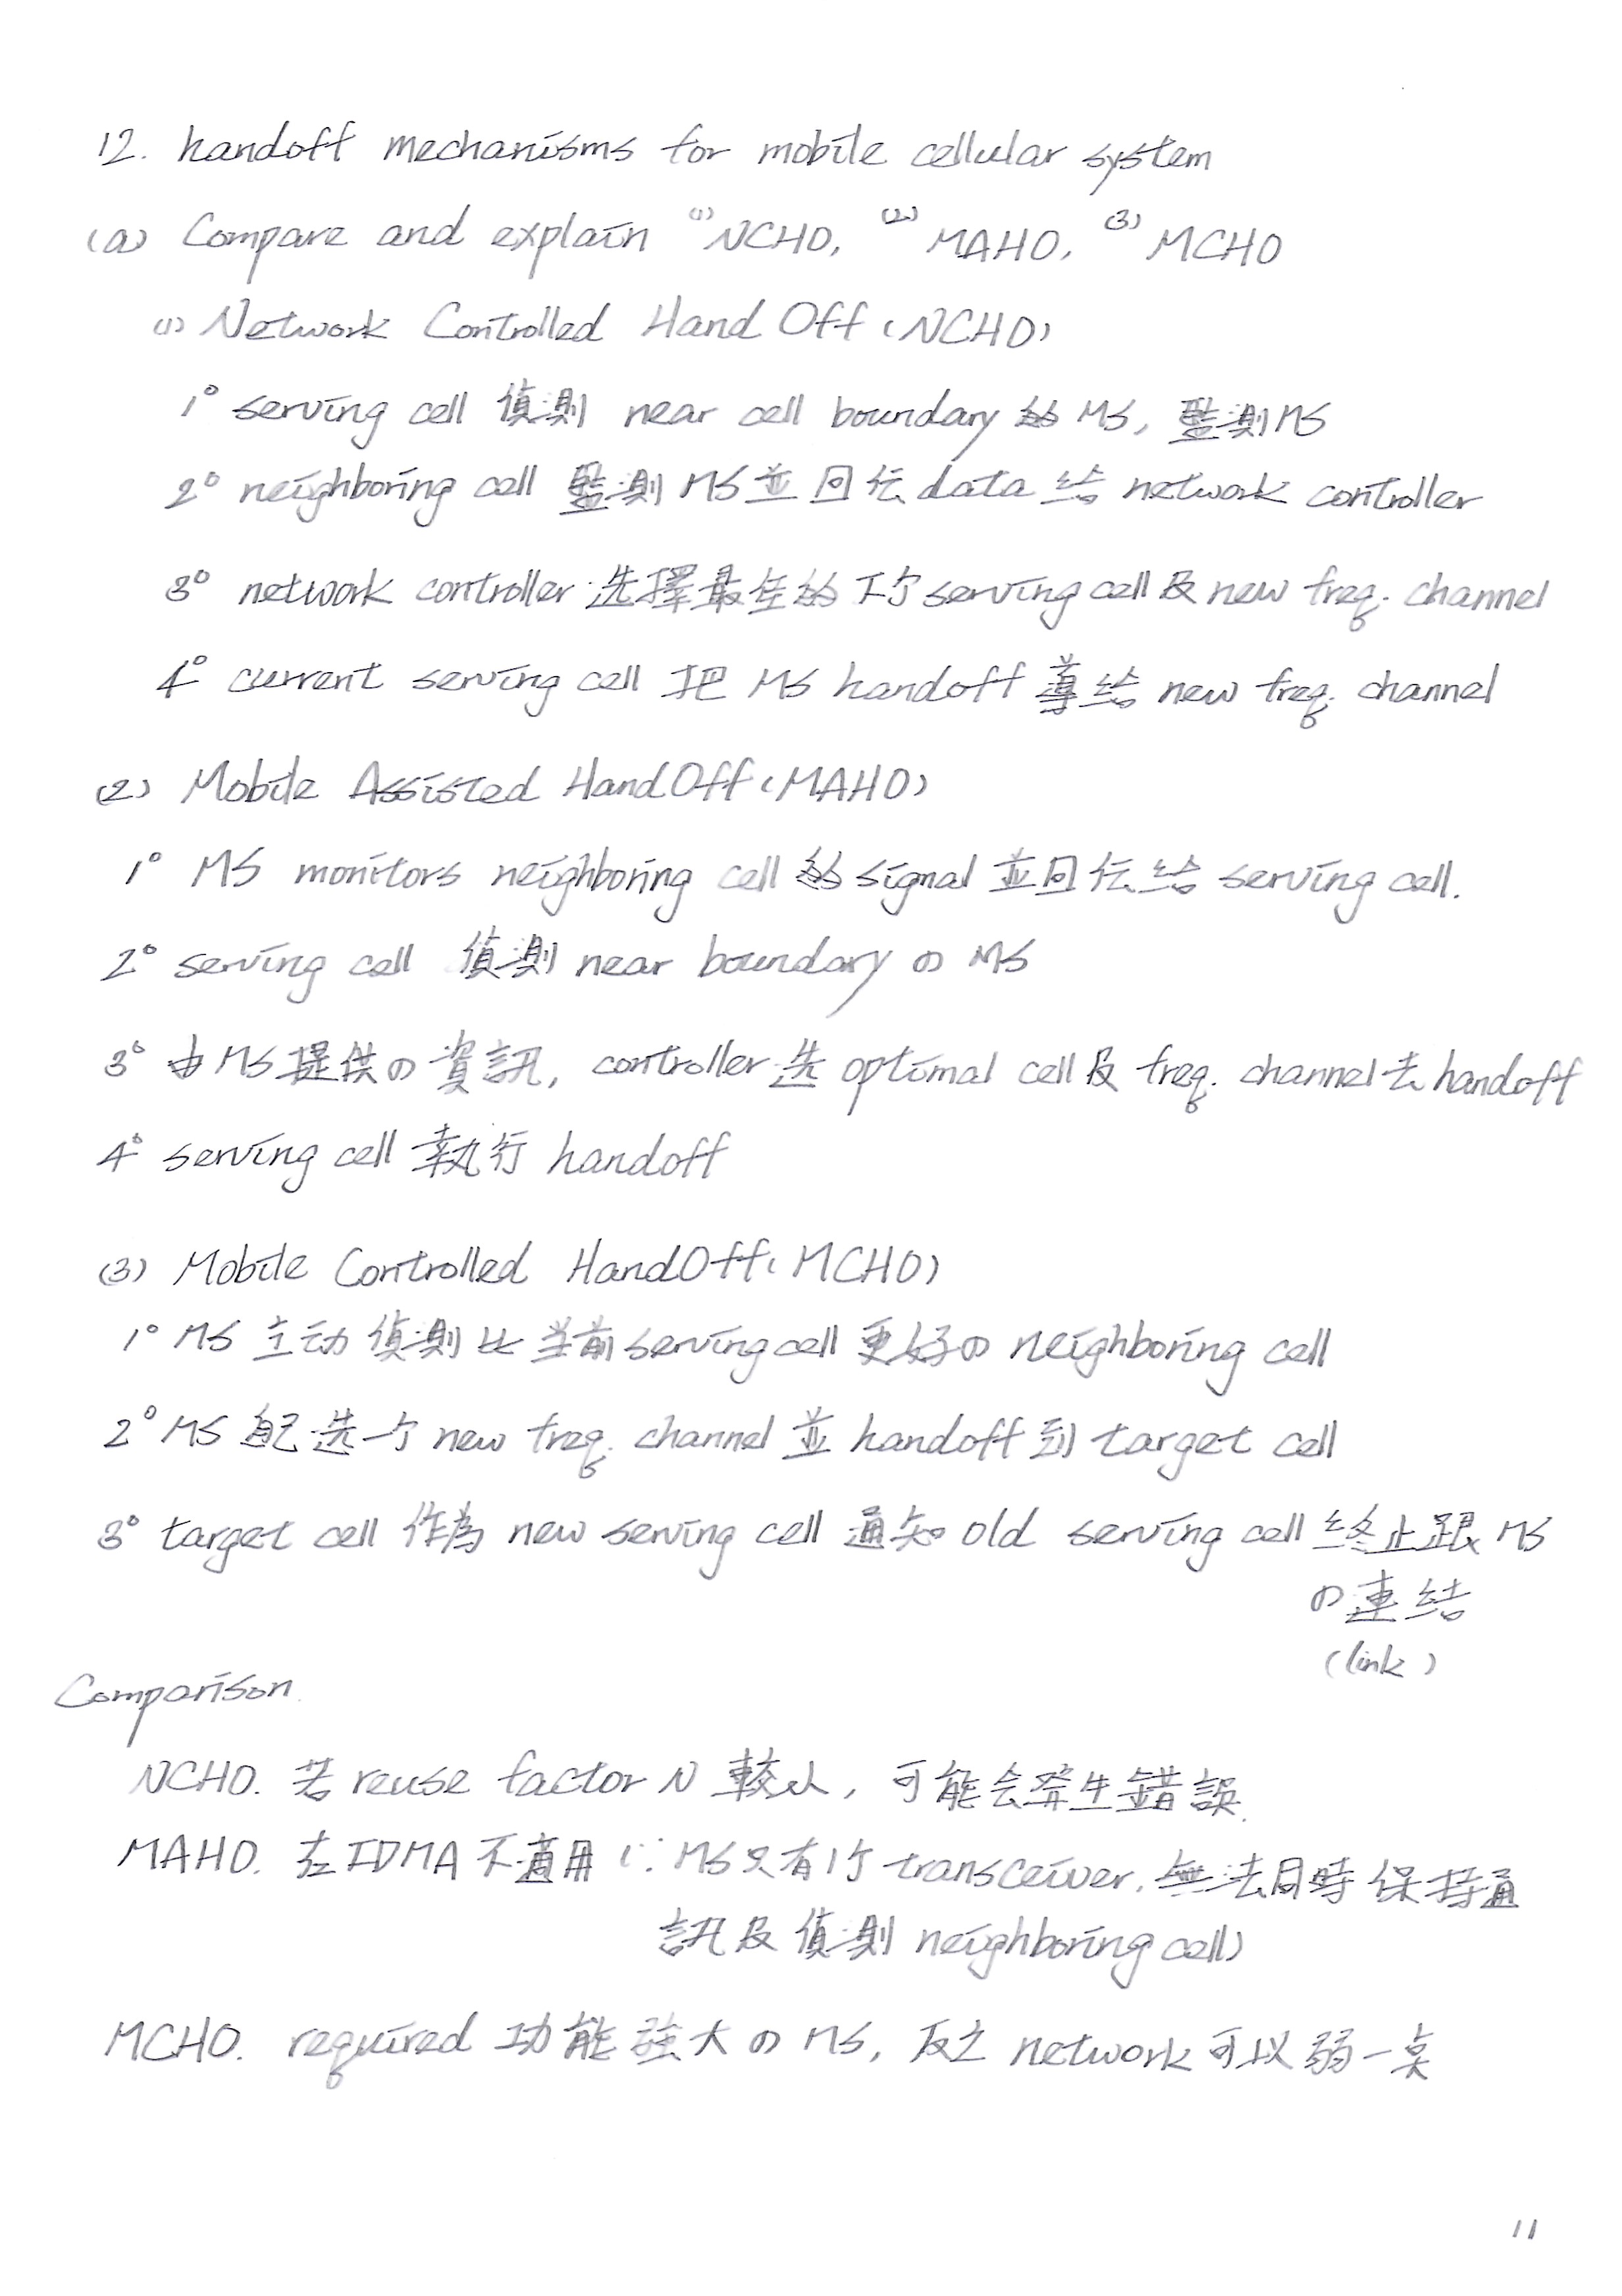 12. handoff mechanisms for mobile cellular system
(a) Compare and explain (1) NCHO, (2) MAHO, (3) MCHO
(1) Network Controlled Hand Off (NCHO)
1° serving cell 偵測 near cell boundary 的 MS, 監測 MS
2° neighboring cell 監測 MS 並回伝 data 给 network controller
3° network controller 选擇最佳的下个 serving cell 及 new freq. channel
4° current serving cell 把 MS handoff 導给 new freq. channel
(2) Mobile Assisted HandOff (MAHO)
1° MS monitors neighboring cell 的 signal 並回伝给 serving cell.
2° serving cell 偵測 near boundary の MS
3° 由 MS 提供の資訊, controller 选 optimal cell 及 freq. channel 去 handoff
4° serving cell 執行 handoff
(3) Mobile Controlled HandOff (MCHO)
1° MS 主动偵測比当前 serving cell 更好の neighboring cell
2° MS 自己选一个 new freq. channel 並 handoff 到 target cell
3° target cell 作為 new serving cell 通知 old serving cell 终止跟 MS
の連结
(link)
Comparison.
NCHO. 若 reuse factor N 較小, 可能会発生錯誤.
MAHO. 在 TDMA 不適用 (∵ MS 只有1个 transceiver, 無法同時保持通
訊及偵測 neighboring cell)
MCHO. required 功能強大の MS, 反之 network 可以弱一点
11